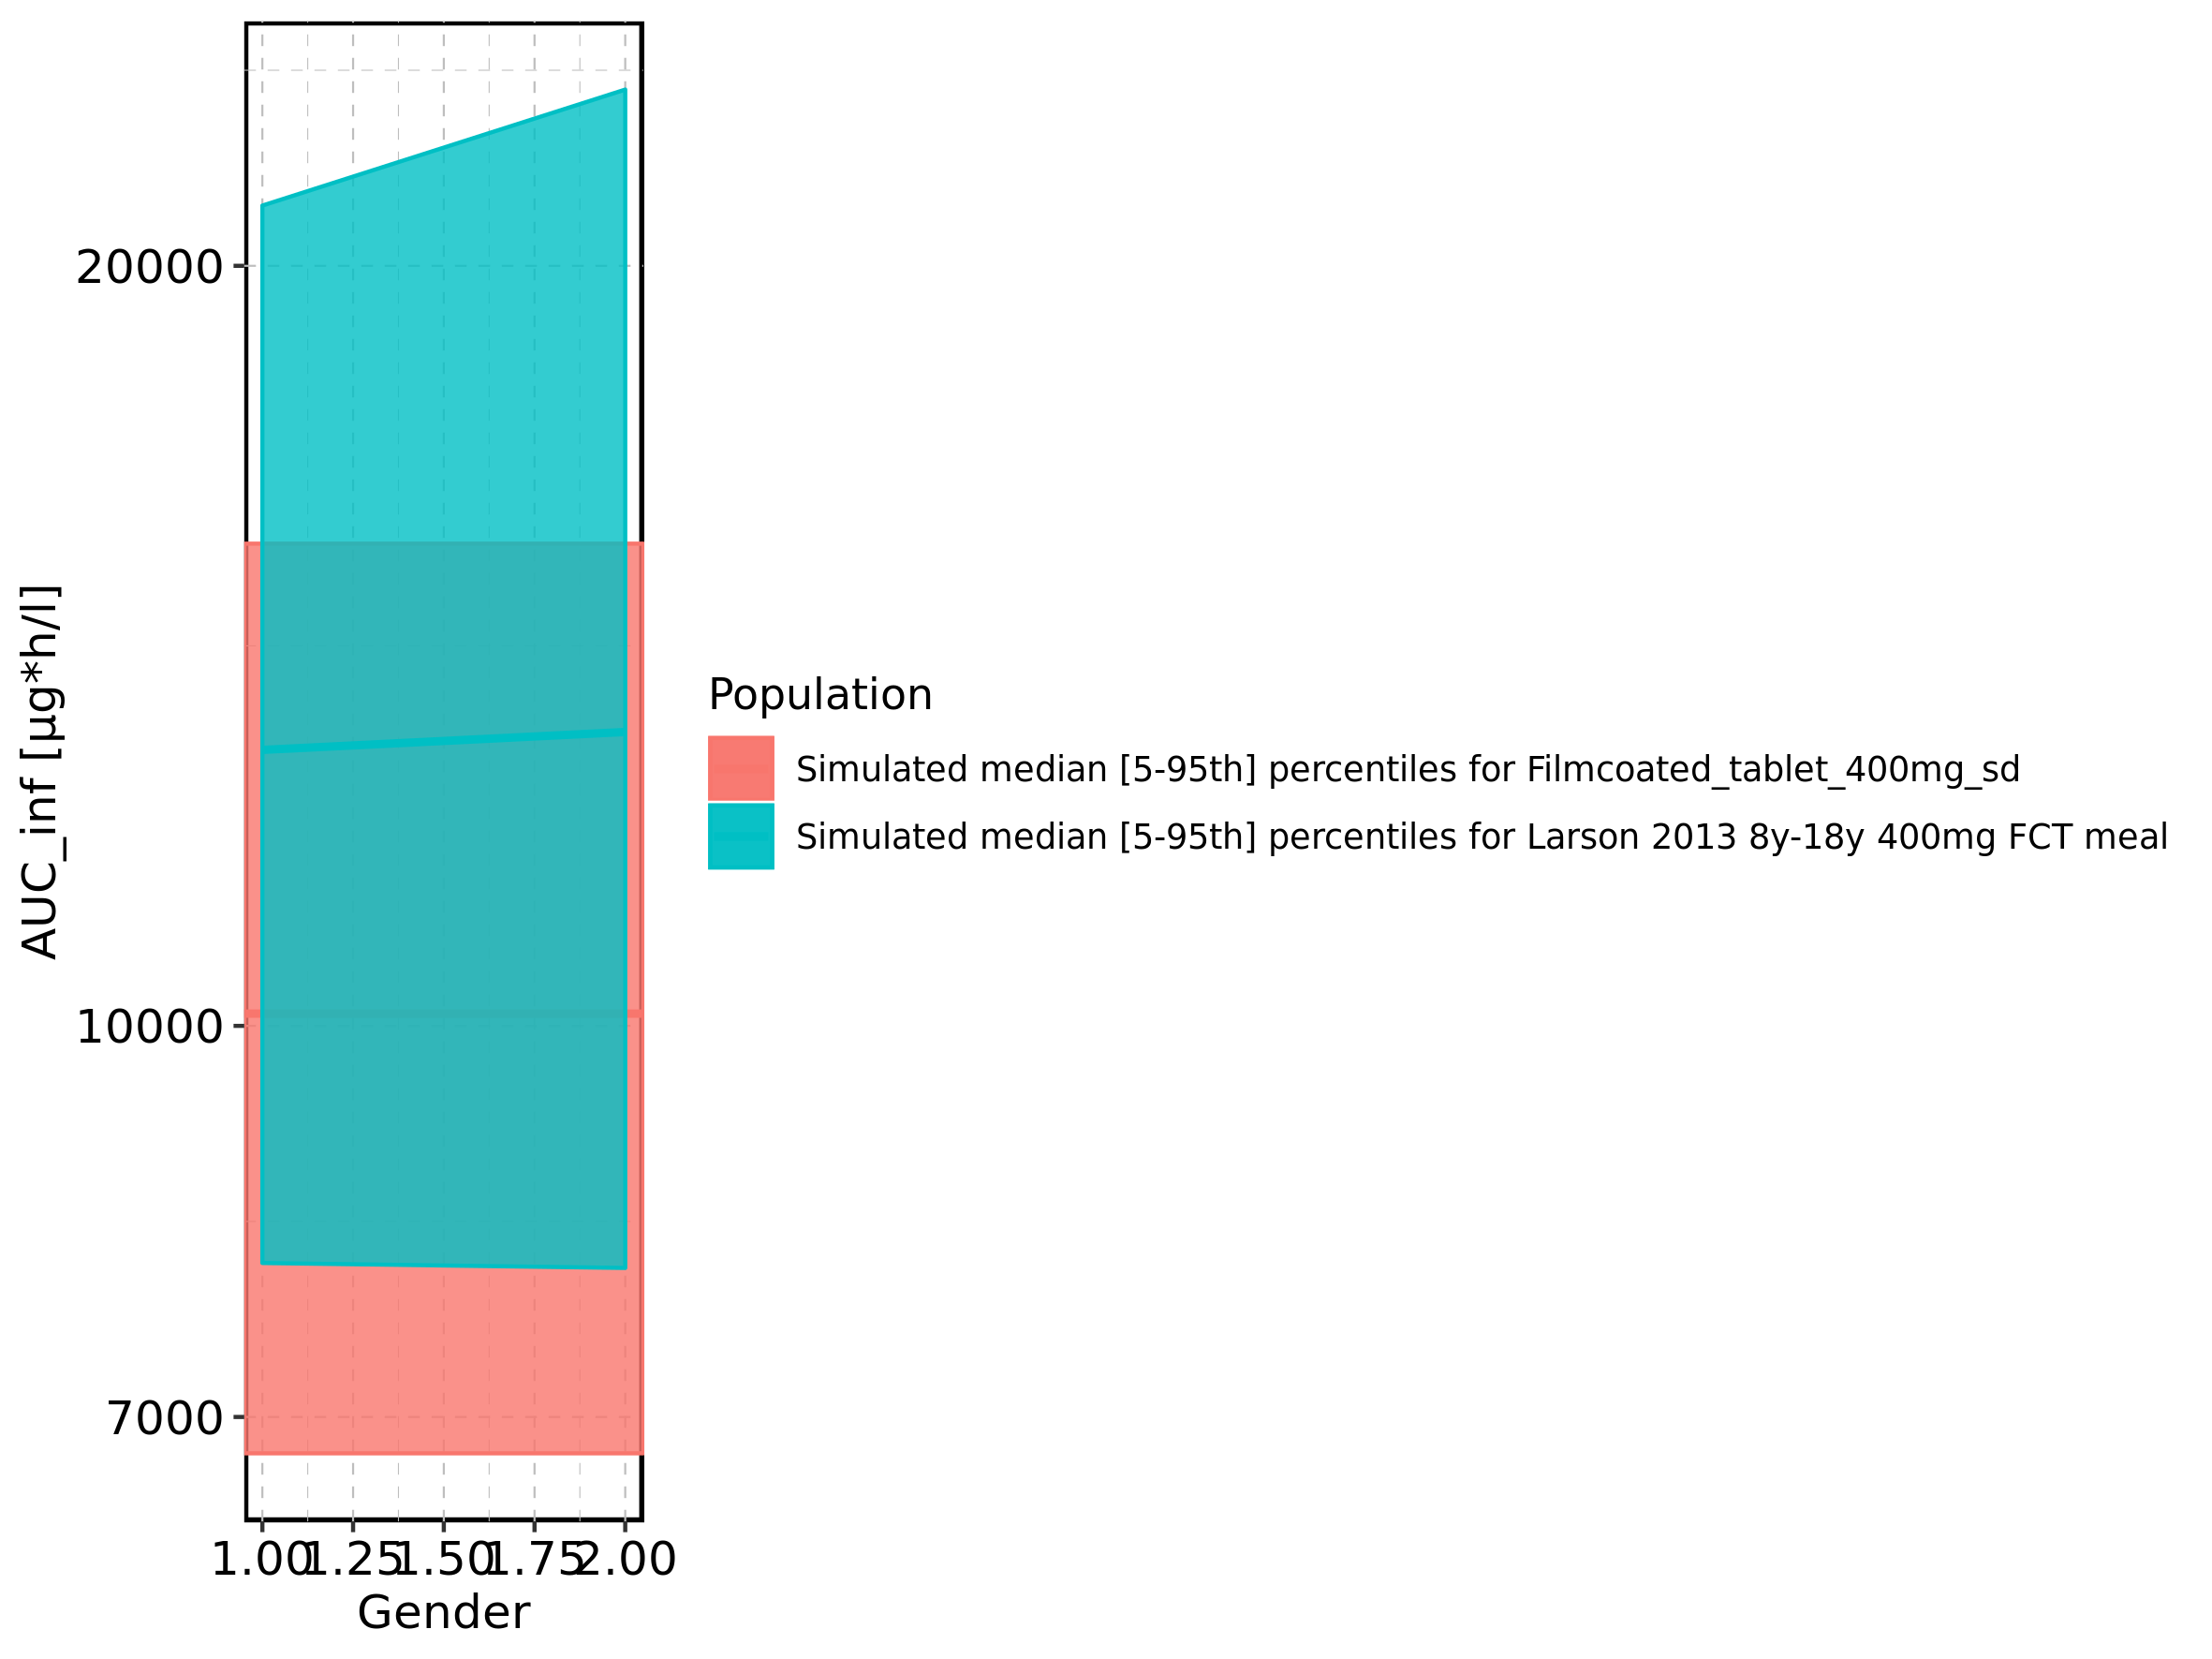 20000
10000
7000
AUC_inf [µg*h/l]
1.00
1.25
1.50
1.75
2.00
Gender
Population
Simulated median [5-95th] percentiles for Filmcoated_tablet_400mg_sd
Simulated median [5-95th] percentiles for Larson 2013 8y-18y 400mg FCT meal